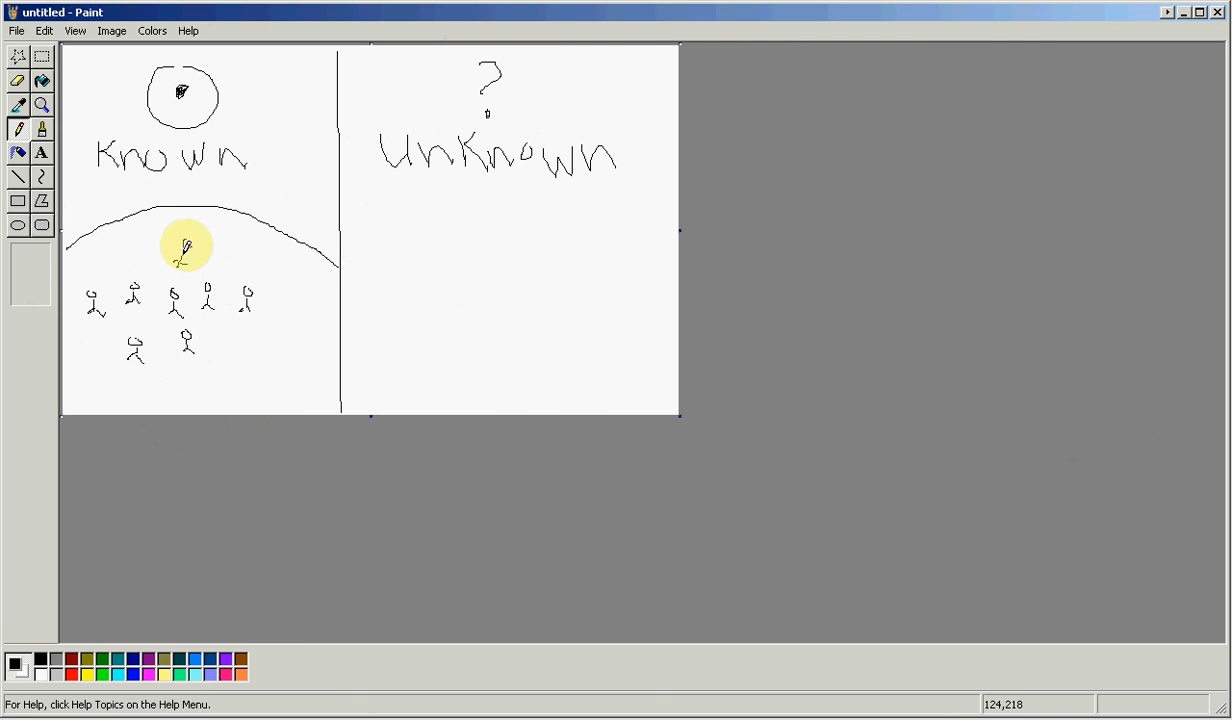 untitled - Paint
File Edit View Image Colors Help
?
Known
UnKnown
For Help, click Help Topics on the Help Menu.
124,218